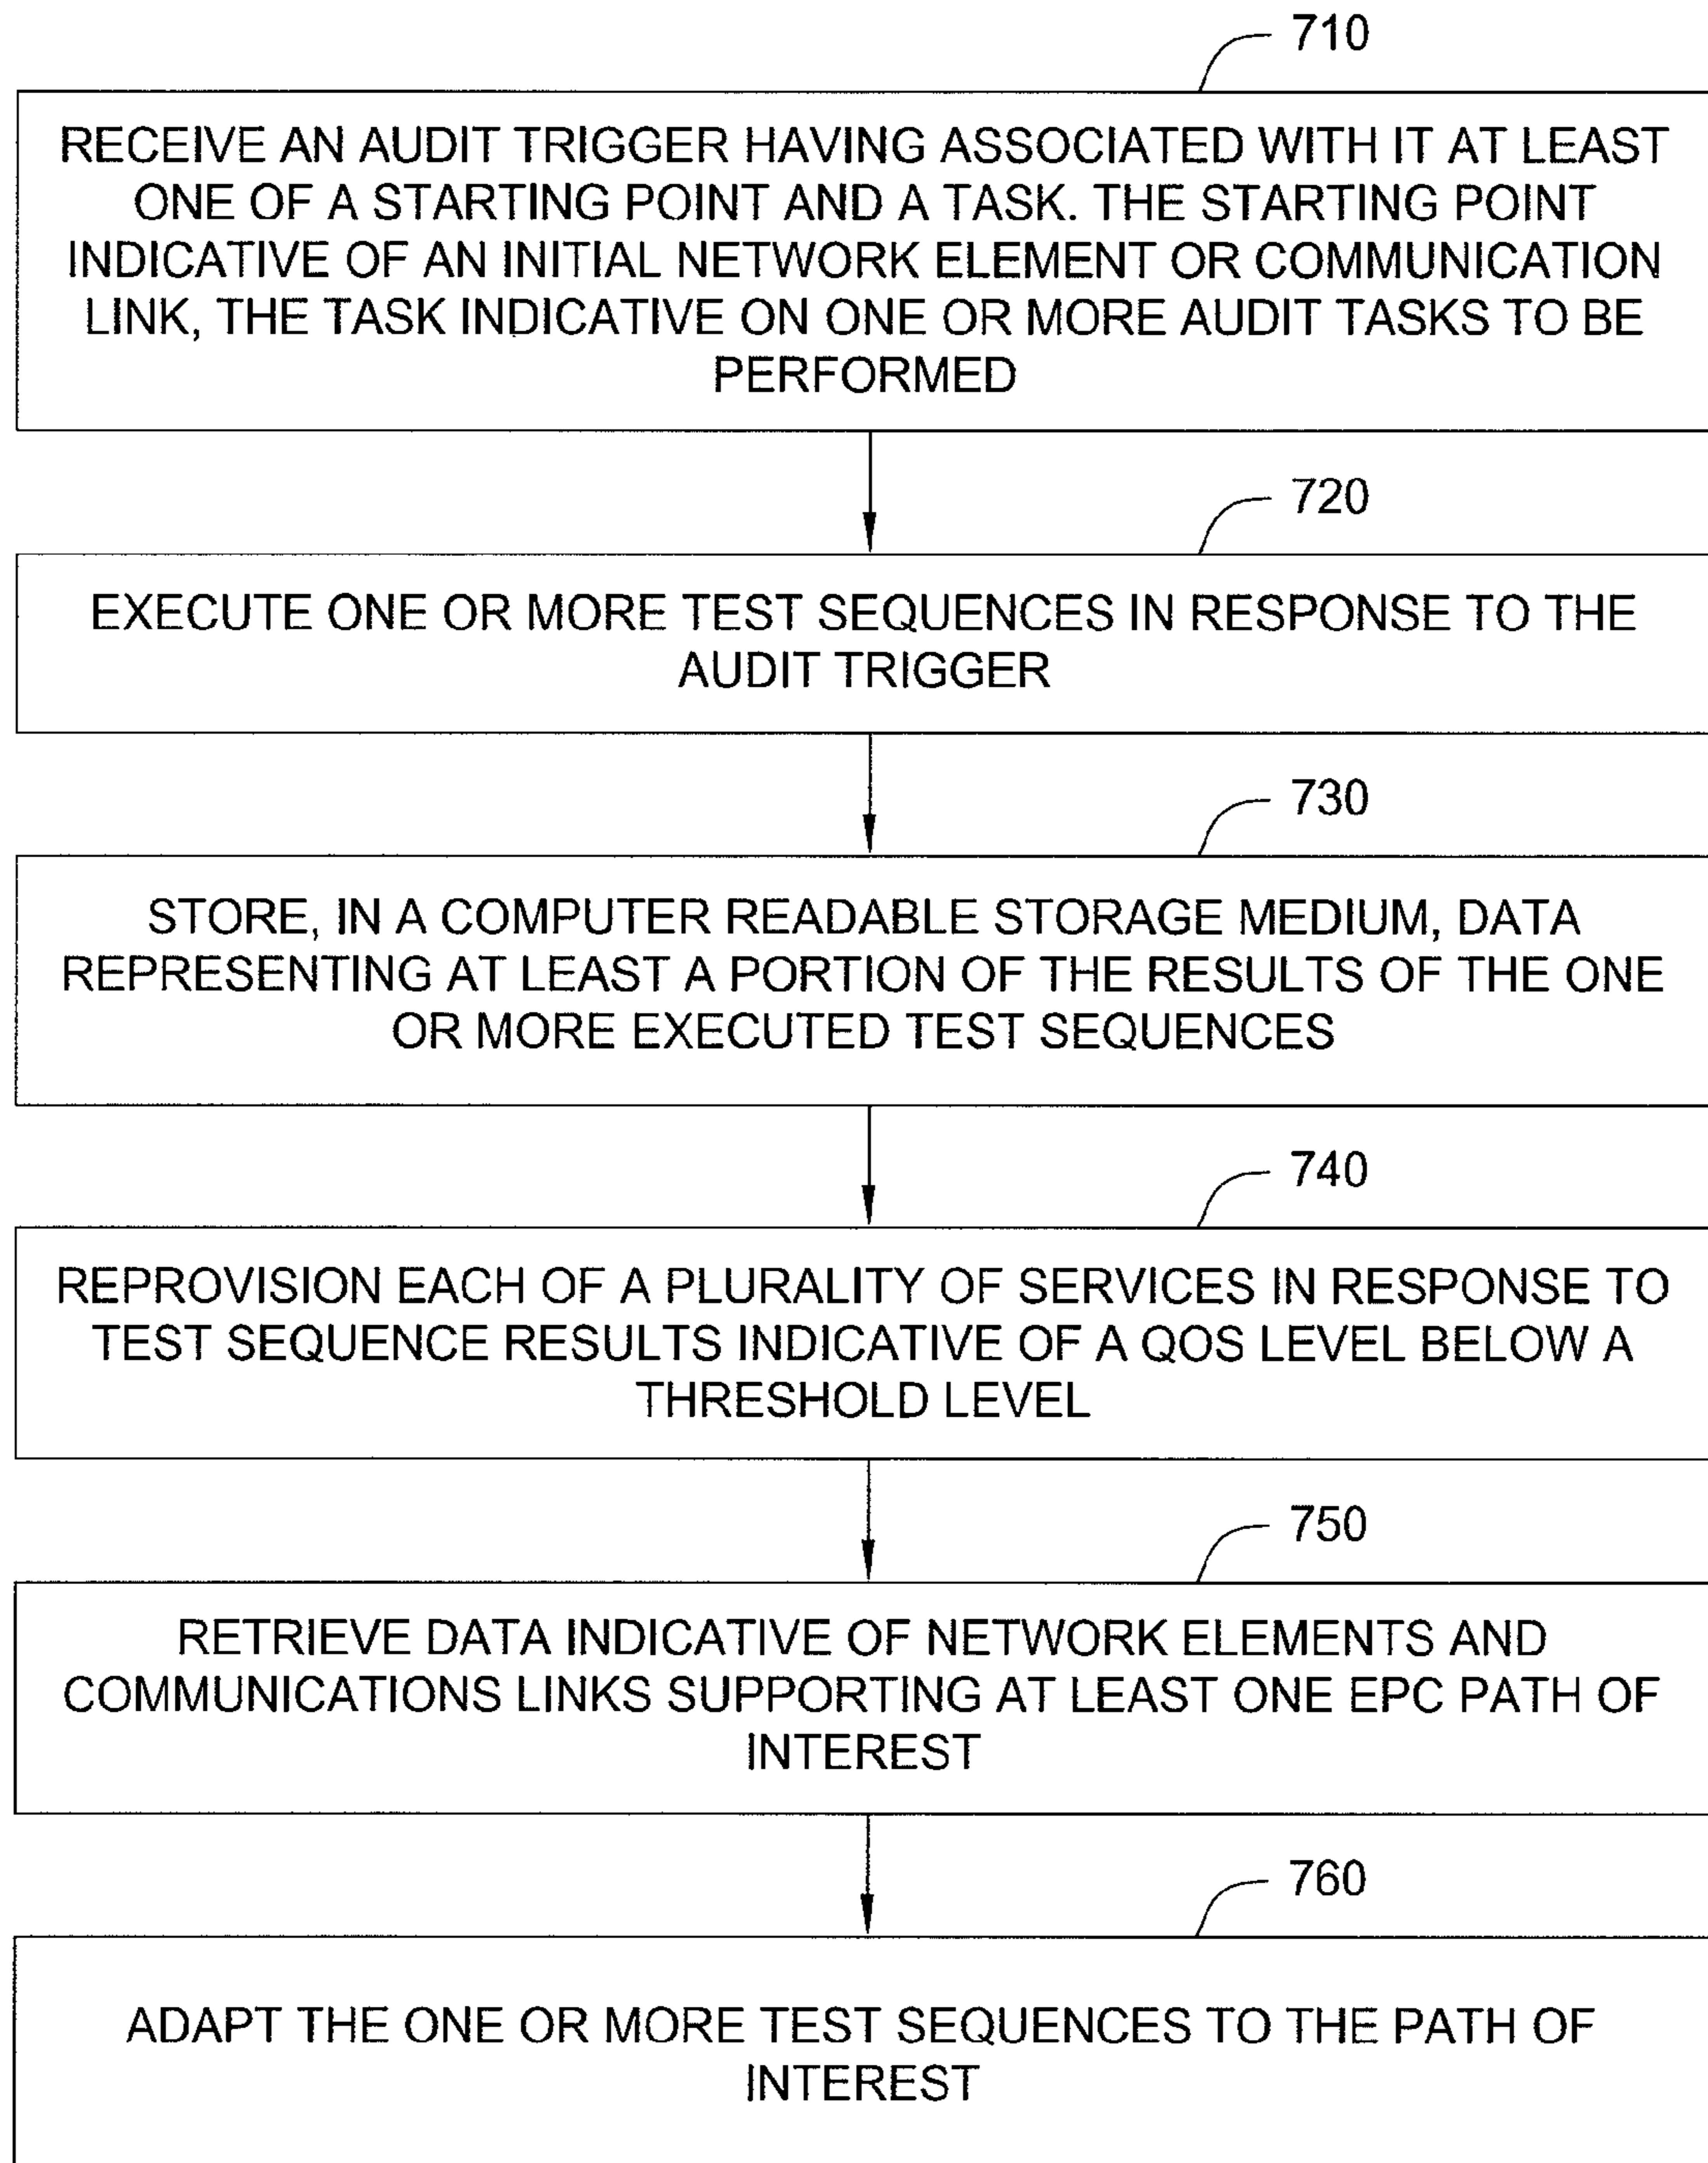 710
RECEIVE AN AUDIT TRIGGER HAVING ASSOCIATED WITH IT AT LEAST
ONE OF A STARTING POINT AND A TASK. THE STARTING POINT
INDICATIVE OF AN INITIAL NETWORK ELEMENT OR COMMUNICATION
LINK, THE TASK INDICATIVE ON ONE OR MORE AUDIT TASKS TO BE
PERFORMED
720
EXECUTE ONE OR MORE TEST SEQUENCES IN RESPONSE TO THE
AUDIT TRIGGER
730
STORE, IN A COMPUTER READABLE STORAGE MEDIUM, DATA
REPRESENTING AT LEAST A PORTION OF THE RESULTS OF THE ONE
OR MORE EXECUTED TEST SEQUENCES
740
REPROVISION EACH OF A PLURALITY OF SERVICES IN RESPONSE TO
TEST SEQUENCE RESULTS INDICATIVE OF A QOS LEVEL BELOW A
THRESHOLD LEVEL
750
RETRIEVE DATA INDICATIVE OF NETWORK ELEMENTS AND
COMMUNICATIONS LINKS SUPPORTING AT LEAST ONE EPC PATH OF
INTEREST
760
ADAPT THE ONE OR MORE TEST SEQUENCES TO THE PATH OF
INTEREST